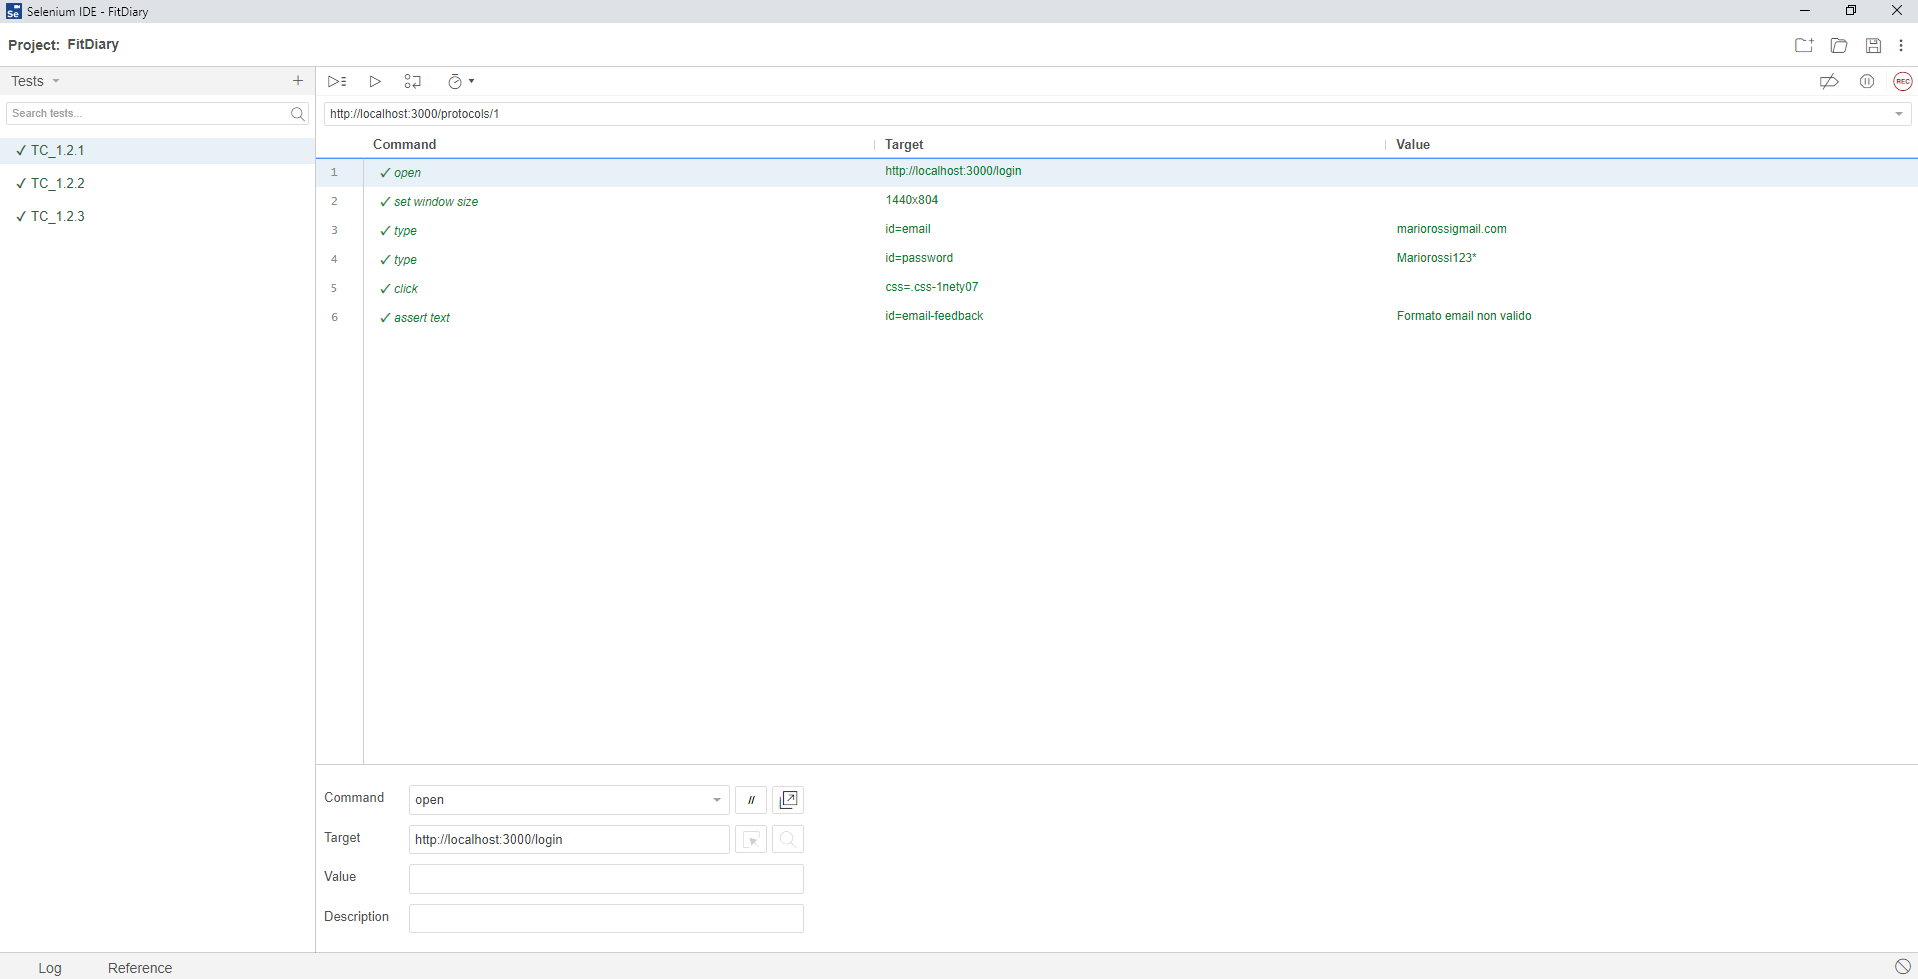 Se Selenium IDE - FitDiary
Project: FitDiary
Tests
Search tests...
✓ TC_1.2.1
✓ TC_1.2.2
✓ TC_1.2.3
REC
http://localhost:3000/protocols/1
Command Target Value
1 ✓ open http://localhost:3000/login
2 ✓ set window size 1440x804
3 ✓ type id=email mariorossigmail.com
4 ✓ type id=password Mariorossi123*
5 ✓ click css=.css-1nety07
6 ✓ assert text id=email-feedback Formato email non valido
Command open //
Target http://localhost:3000/login
Value
Description
Log Reference